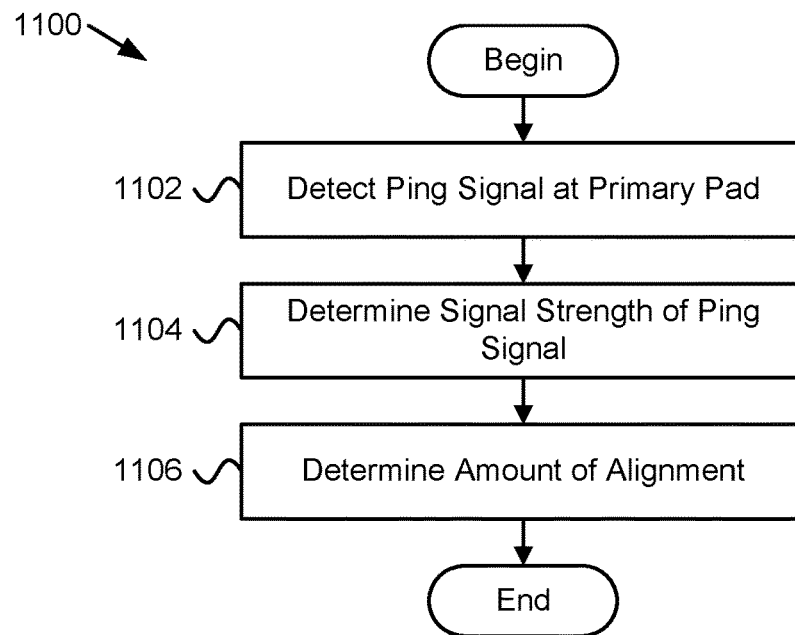 1100
Begin
1102
Detect Ping Signal at Primary Pad
1104
Determine Signal Strength of Ping
Signal
1106
Determine Amount of Alignment
End